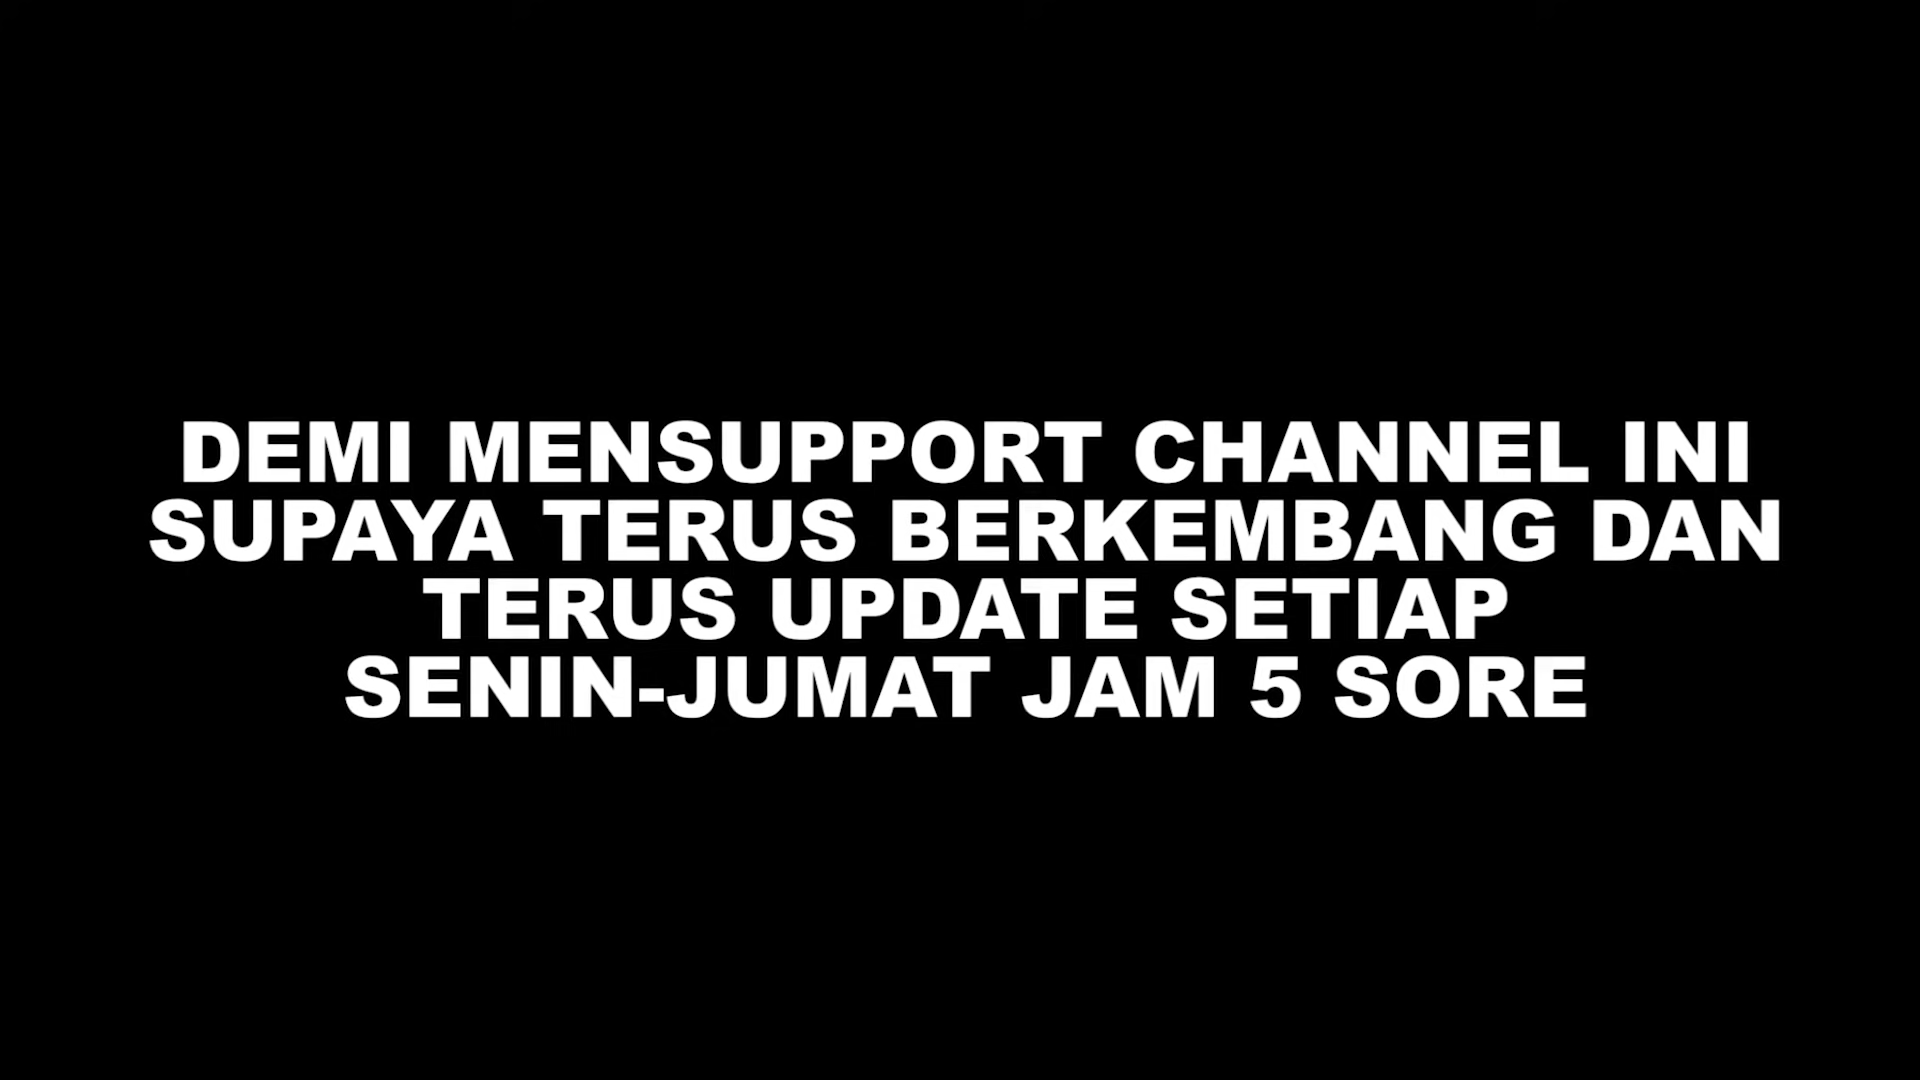 DEMI MENSUPPORT CHANNEL INI
SUPAYA TERUS BERKEMBANG DAN
TERUS UPDATE SETIAP
SENIN-JUMAT JAM 5 SORE